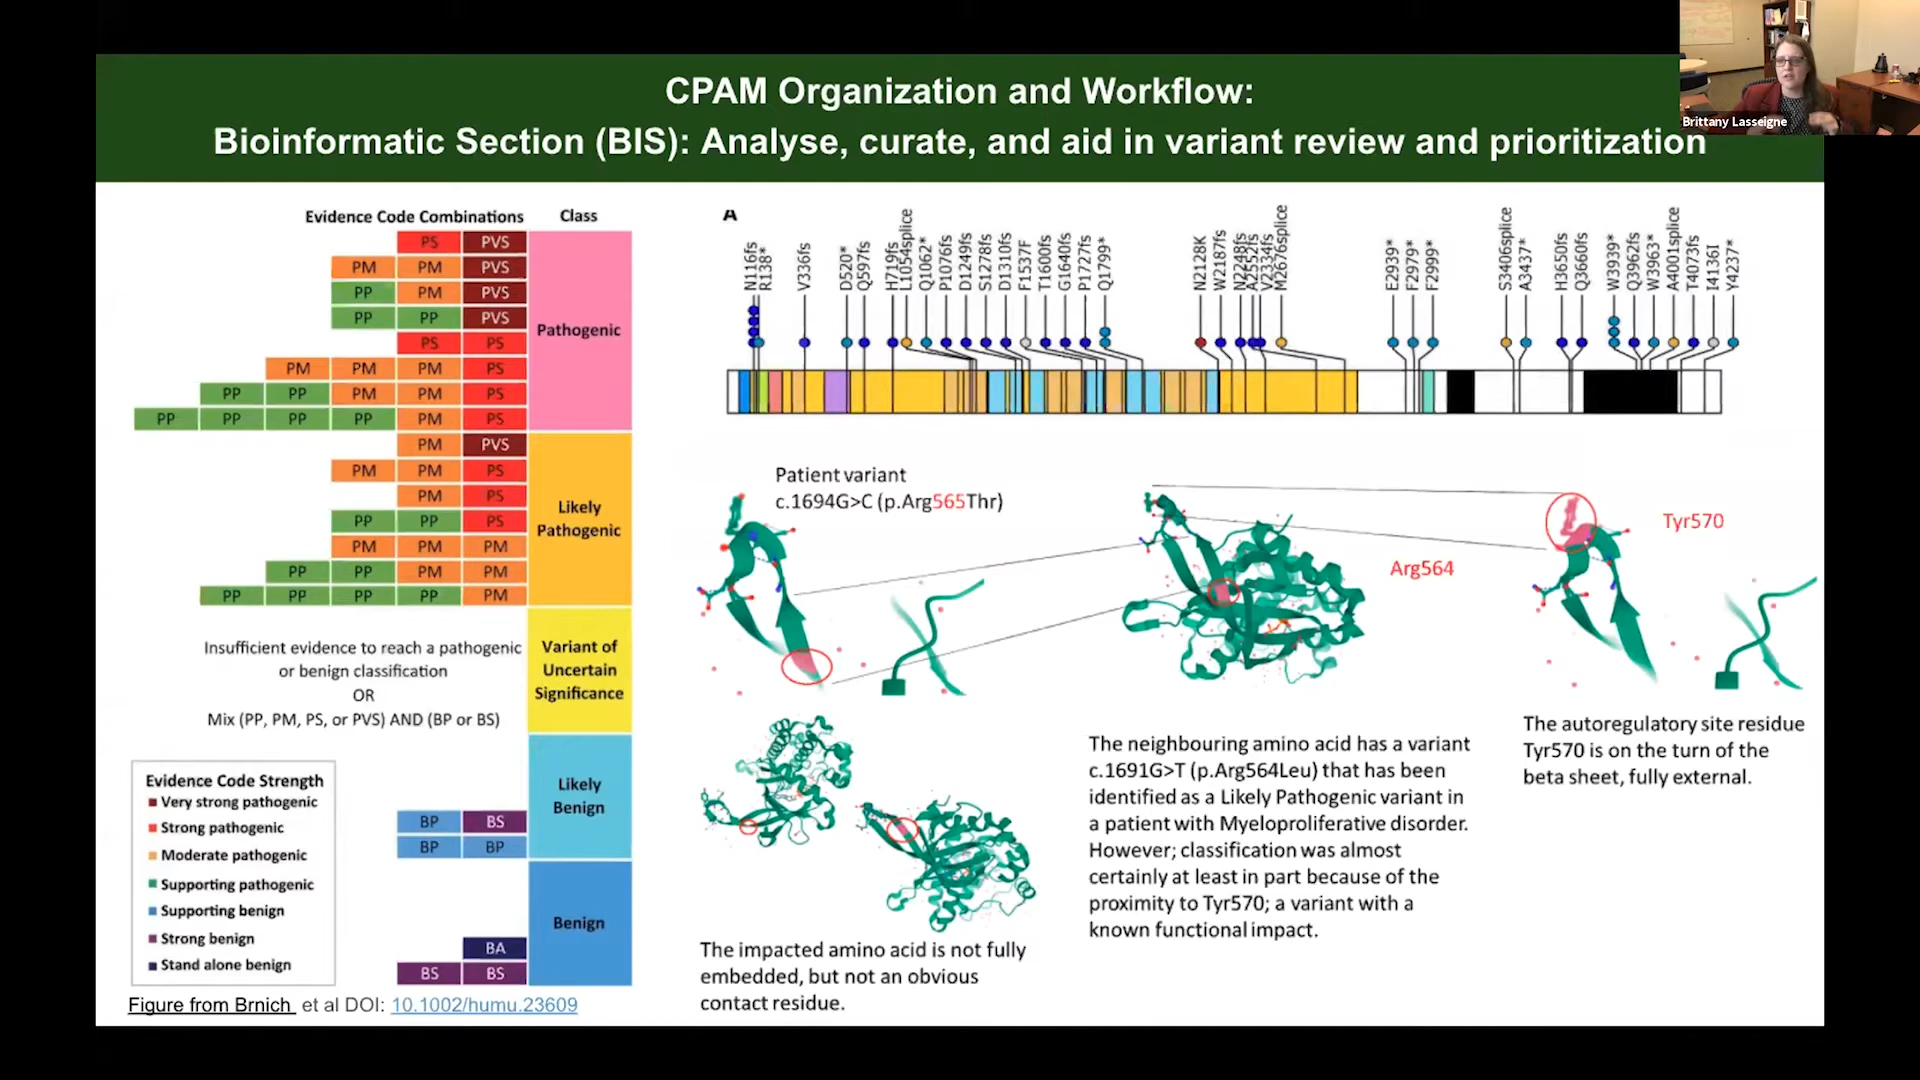 CPAM Organization and Workflow:
Bioinformatic Section (BIS): Analyse, curate, and aid in variant review and prioritization
Brittany Lasseigne
Evidence Code Combinations Class
PS PVS
PM PM PVS
PP PM PVS
PP PP PVS
PS PS
PM PM PM PS
PP PP PM PM PS
PP PP PP PP PM PS
Pathogenic
PM PVS
PM PM PS
PM PS
PP PP PS
PM PM PM
PP PP PM PM
PP PP PP PP PM
Likely
Pathogenic
Insufficient evidence to reach a pathogenic
or benign classification
OR
Mix (PP, PM, PS, or PVS) AND (BP or BS)
Variant of
Uncertain
Significance
BP BS
BP BP
Likely
Benign
BA
BS BS
Benign
Evidence Code Strength
Very strong pathogenic
Strong pathogenic
Moderate pathogenic
Supporting pathogenic
Supporting benign
Strong benign
Stand alone benign
Figure from Brnich et al DOI: 10.1002/humu.23609
A
N116fs
R138*
V336fs
D520*
Q597fs
H719fs
L1054splice
Q1062*
P1076fs
D1249fs
S1278fs
D1310fs
F1537F
T1600fs
G1640fs
P1727fs
Q1799*
N2128K
W2187fs
N2248fs
A2252fs
V2334fs
M2676splice
E2939*
F2979*
F2999*
S3406splice
A3437*
H3650fs
Q3660fs
W3939*
Q3962fs
W3963*
A4001splice
T4073fs
I4136I
Y4237*
Patient variant
c.1694G>C (p.Arg565Thr)
Arg564
Tyr570
The impacted amino acid is not fully
embedded, but not an obvious
contact residue.
The neighbouring amino acid has a variant
c.1691G>T (p.Arg564Leu) that has been
identified as a Likely Pathogenic variant in
a patient with Myeloproliferative disorder.
However; classification was almost
certainly at least in part because of the
proximity to Tyr570; a variant with a
known functional impact.
The autoregulatory site residue
Tyr570 is on the turn of the
beta sheet, fully external.